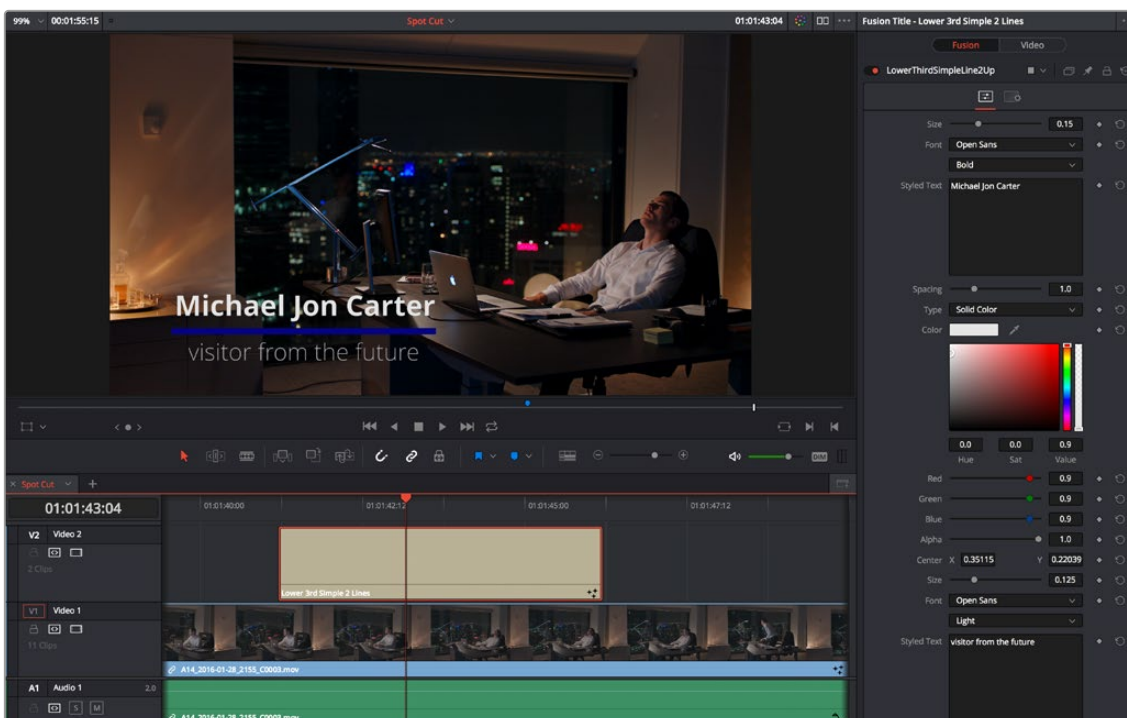 99% 00:01:55:15 Spot Cut 01:01:43:04
Fusion Title - Lower 3rd Simple 2 Lines
Fusion Video
LowerThirdSimpleLine2Up
Size 0.15
Font Open Sans
Bold
Styled Text Michael Jon Carter
Spacing 1.0
Type Solid Color
Color
0.0 0.0 0.9
Hue Sat Value
Red 0.9
Green 0.9
Blue 0.9
Alpha 1.0
Center X 0.35115 Y 0.22039
Size 0.125
Font Open Sans
Light
Styled Text visitor from the future
Michael Jon Carter
visitor from the future
DIM
Spot Cut
01:01:43:04
01:01:40:00 01:01:42:12 01:01:45:00 01:01:47:12
V2 Video 2
2 Clips
Lower 3rd Simple 2 Lines
V1 Video 1
11 Clips
A14_2016-01-28_2155_C0003.mov
A1 Audio 1 2.0
S M
A14_2016-01-28_2155_C0003.mov